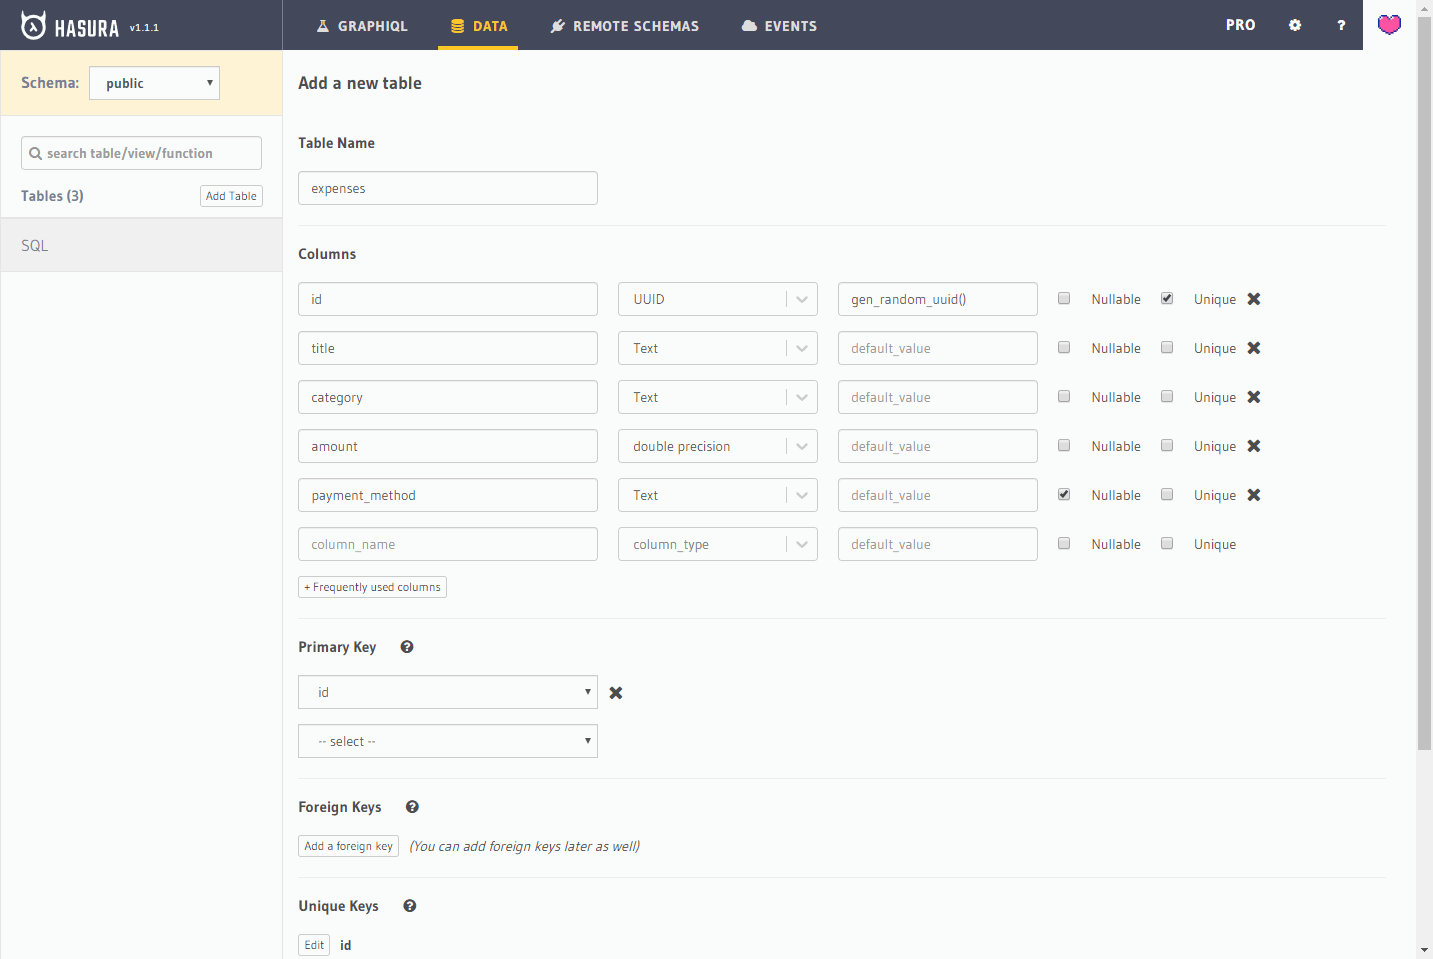 HASURA v1.1.1 GRAPHIQL DATA REMOTE SCHEMAS EVENTS PRO ?
Schema: public
search table/view/function
Tables (3) Add Table
SQL
Add a new table
Table Name
expenses
Columns
id UUID gen_random_uuid() Nullable Unique
title Text default_value Nullable Unique
category Text default_value Nullable Unique
amount double precision default_value Nullable Unique
payment_method Text default_value Nullable Unique
column_name column_type default_value Nullable Unique
+ Frequently used columns
Primary Key ?
id
-- select --
Foreign Keys ?
Add a foreign key (You can add foreign keys later as well)
Unique Keys ?
Edit id